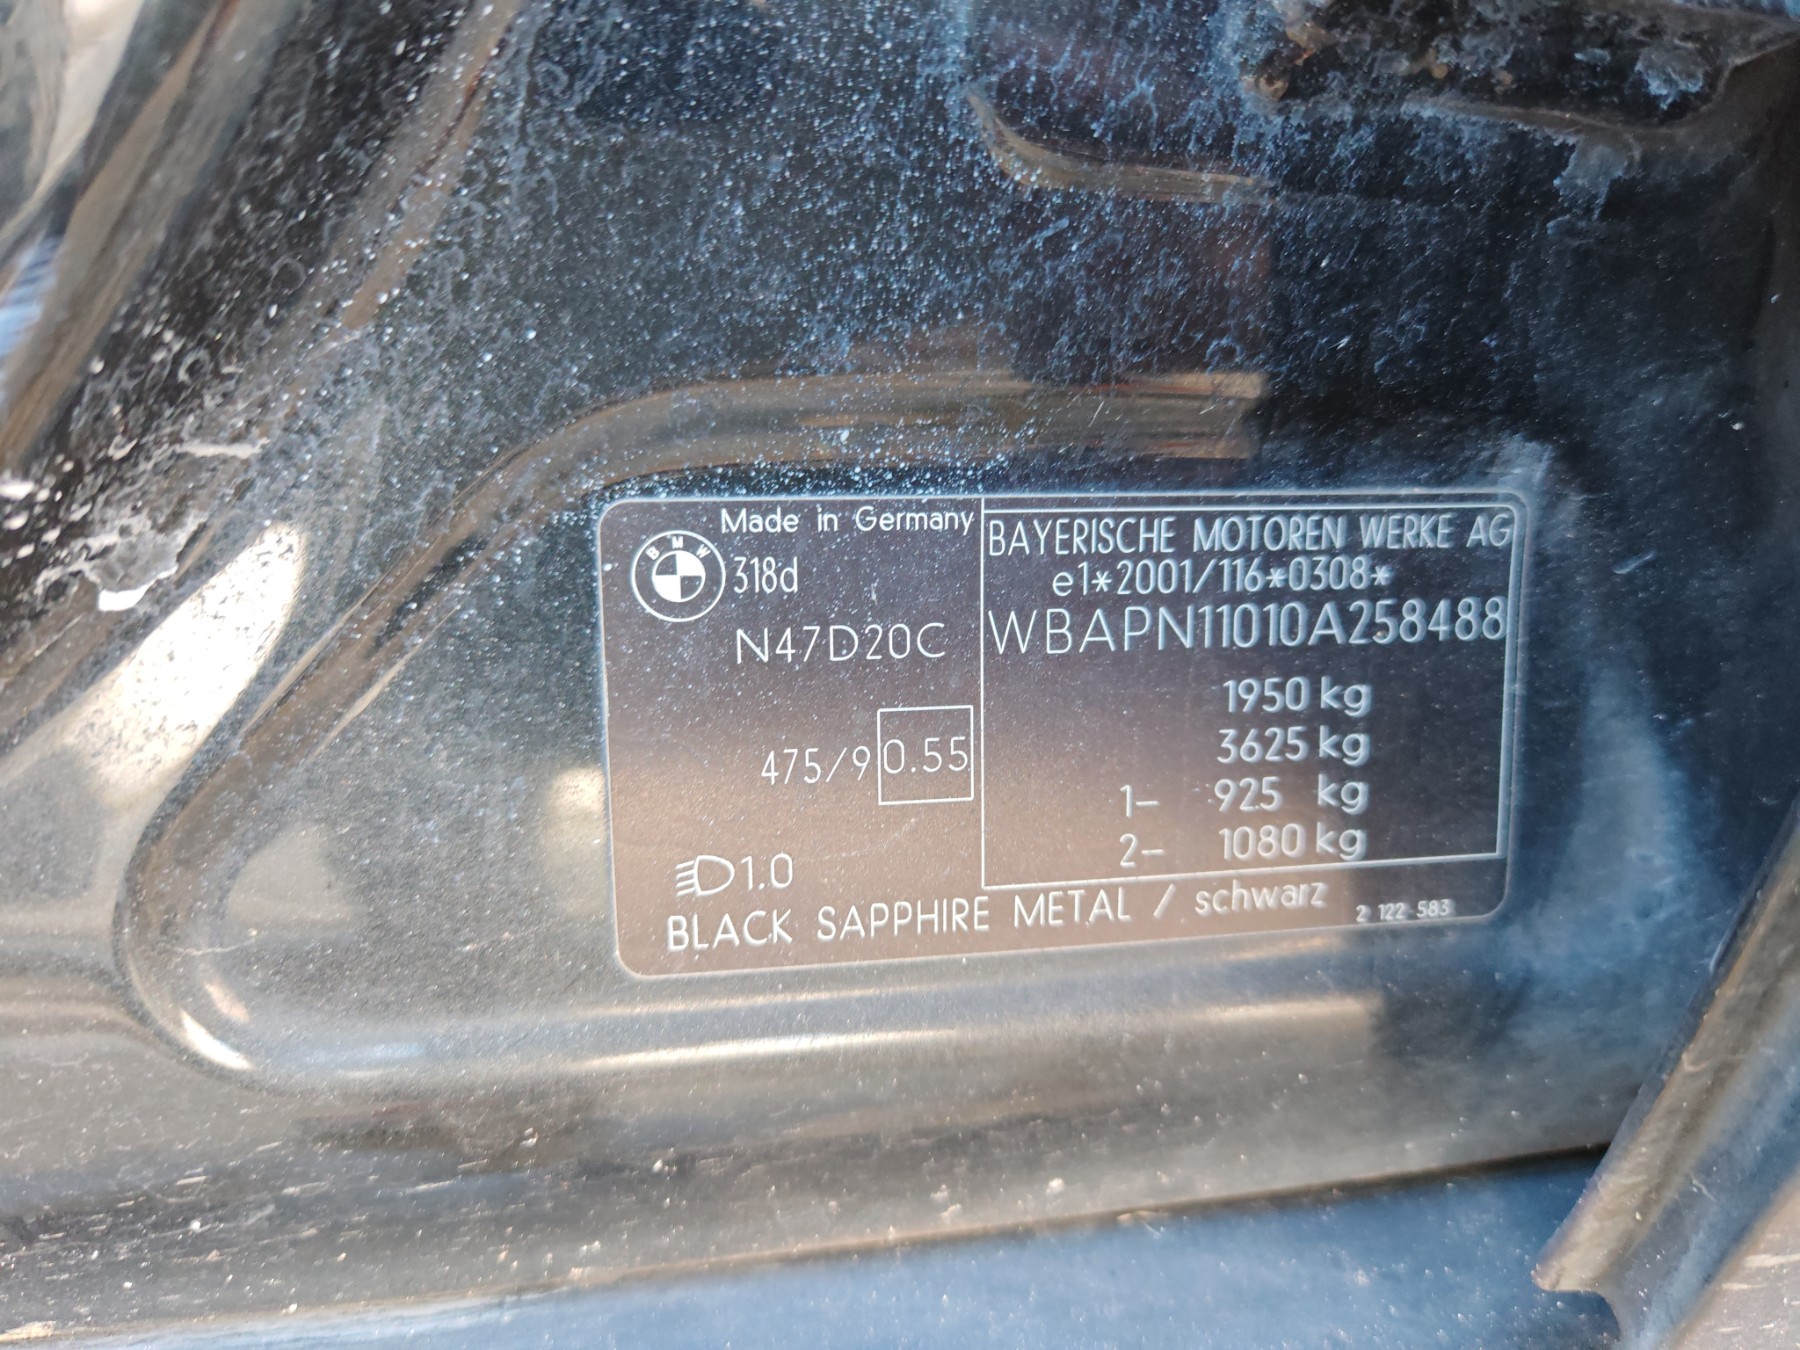 Made in Germany
BMW
318d
N47D20C
475/9 0.55
1.0
BAYERISCHE MOTOREN WERKE AG
e1*2001/116*0308*
WBAPN11010A258488
1950 kg
3625 kg
1– 925 kg
2– 1080 kg
BLACK SAPPHIRE METAL / schwarz
2 122 583